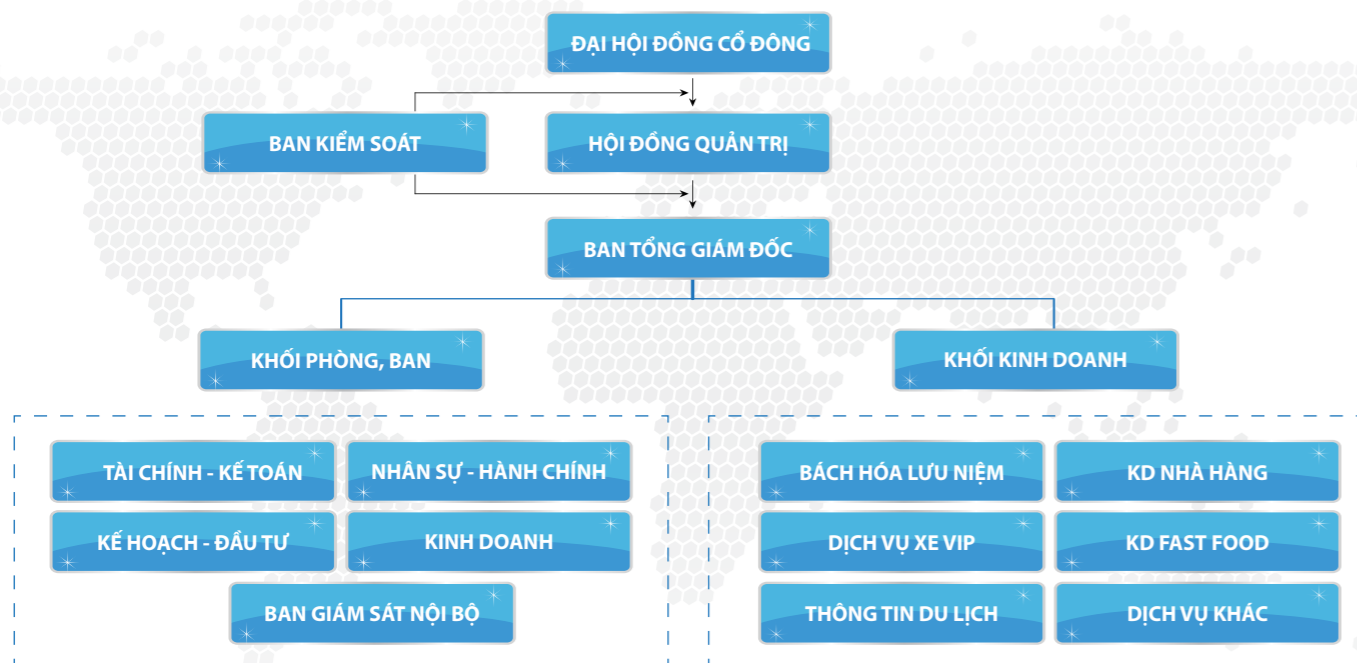 ĐẠI HỘI ĐỒNG CỔ ĐÔNG
BAN KIỂM SOÁT
HỘI ĐỒNG QUẢN TRỊ
BAN TỔNG GIÁM ĐỐC
KHỐI PHÒNG, BAN
KHỐI KINH DOANH
TÀI CHÍNH - KẾ TOÁN
NHÂN SỰ - HÀNH CHÍNH
KẾ HOẠCH - ĐẦU TƯ
KINH DOANH
BAN GIÁM SÁT NỘI BỘ
BÁCH HÓA LƯU NIỆM
KD NHÀ HÀNG
DỊCH VỤ XE VIP
KD FAST FOOD
THÔNG TIN DU LỊCH
DỊCH VỤ KHÁC